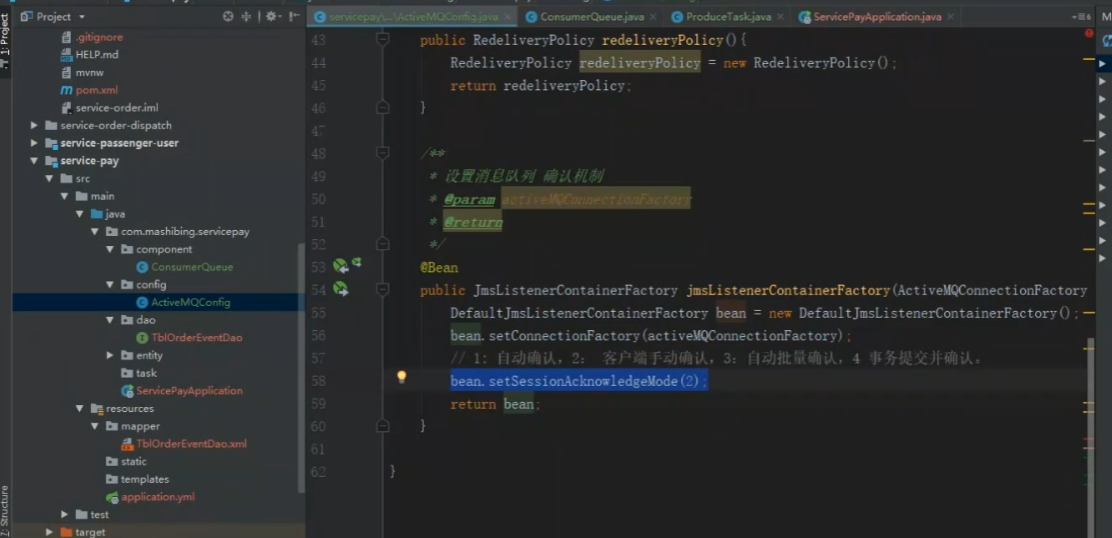 Project
servicepay\...\ActiveMQConfig.java
ConsumerQueue.java
ProduceTask.java
ServicePayApplication.java
1: Project
7: Structure
.gitignore
HELP.md
mvnw
pom.xml
service-order.iml
service-order-dispatch
service-passenger-user
service-pay
src
main
java
com.mashibing.servicepay
component
ConsumerQueue
config
ActiveMQConfig
dao
TblOrderEventDao
entity
task
ServicePayApplication
resources
mapper
TblOrderEventDao.xml
static
templates
application.yml
test
target
43 public RedeliveryPolicy redeliveryPolicy(){
44 RedeliveryPolicy redeliveryPolicy = new RedeliveryPolicy();
45 return redeliveryPolicy;
46 }
47
48 /**
49 * 设置消息队列 确认机制
50 * @param activeMQConnectionFactory
51 * @return
52 */
53 @Bean
54 public JmsListenerContainerFactory jmsListenerContainerFactory(ActiveMQConnectionFactory
55 DefaultJmsListenerContainerFactory bean = new DefaultJmsListenerContainerFactory();
56 bean.setConnectionFactory(activeMQConnectionFactory);
57 // 1: 自动确认，2： 客户端手动确认，3：自动批量确认，4 事务提交并确认。
58 bean.setSessionAcknowledgeMode(2);
59 return bean;
60 }
61
62 }